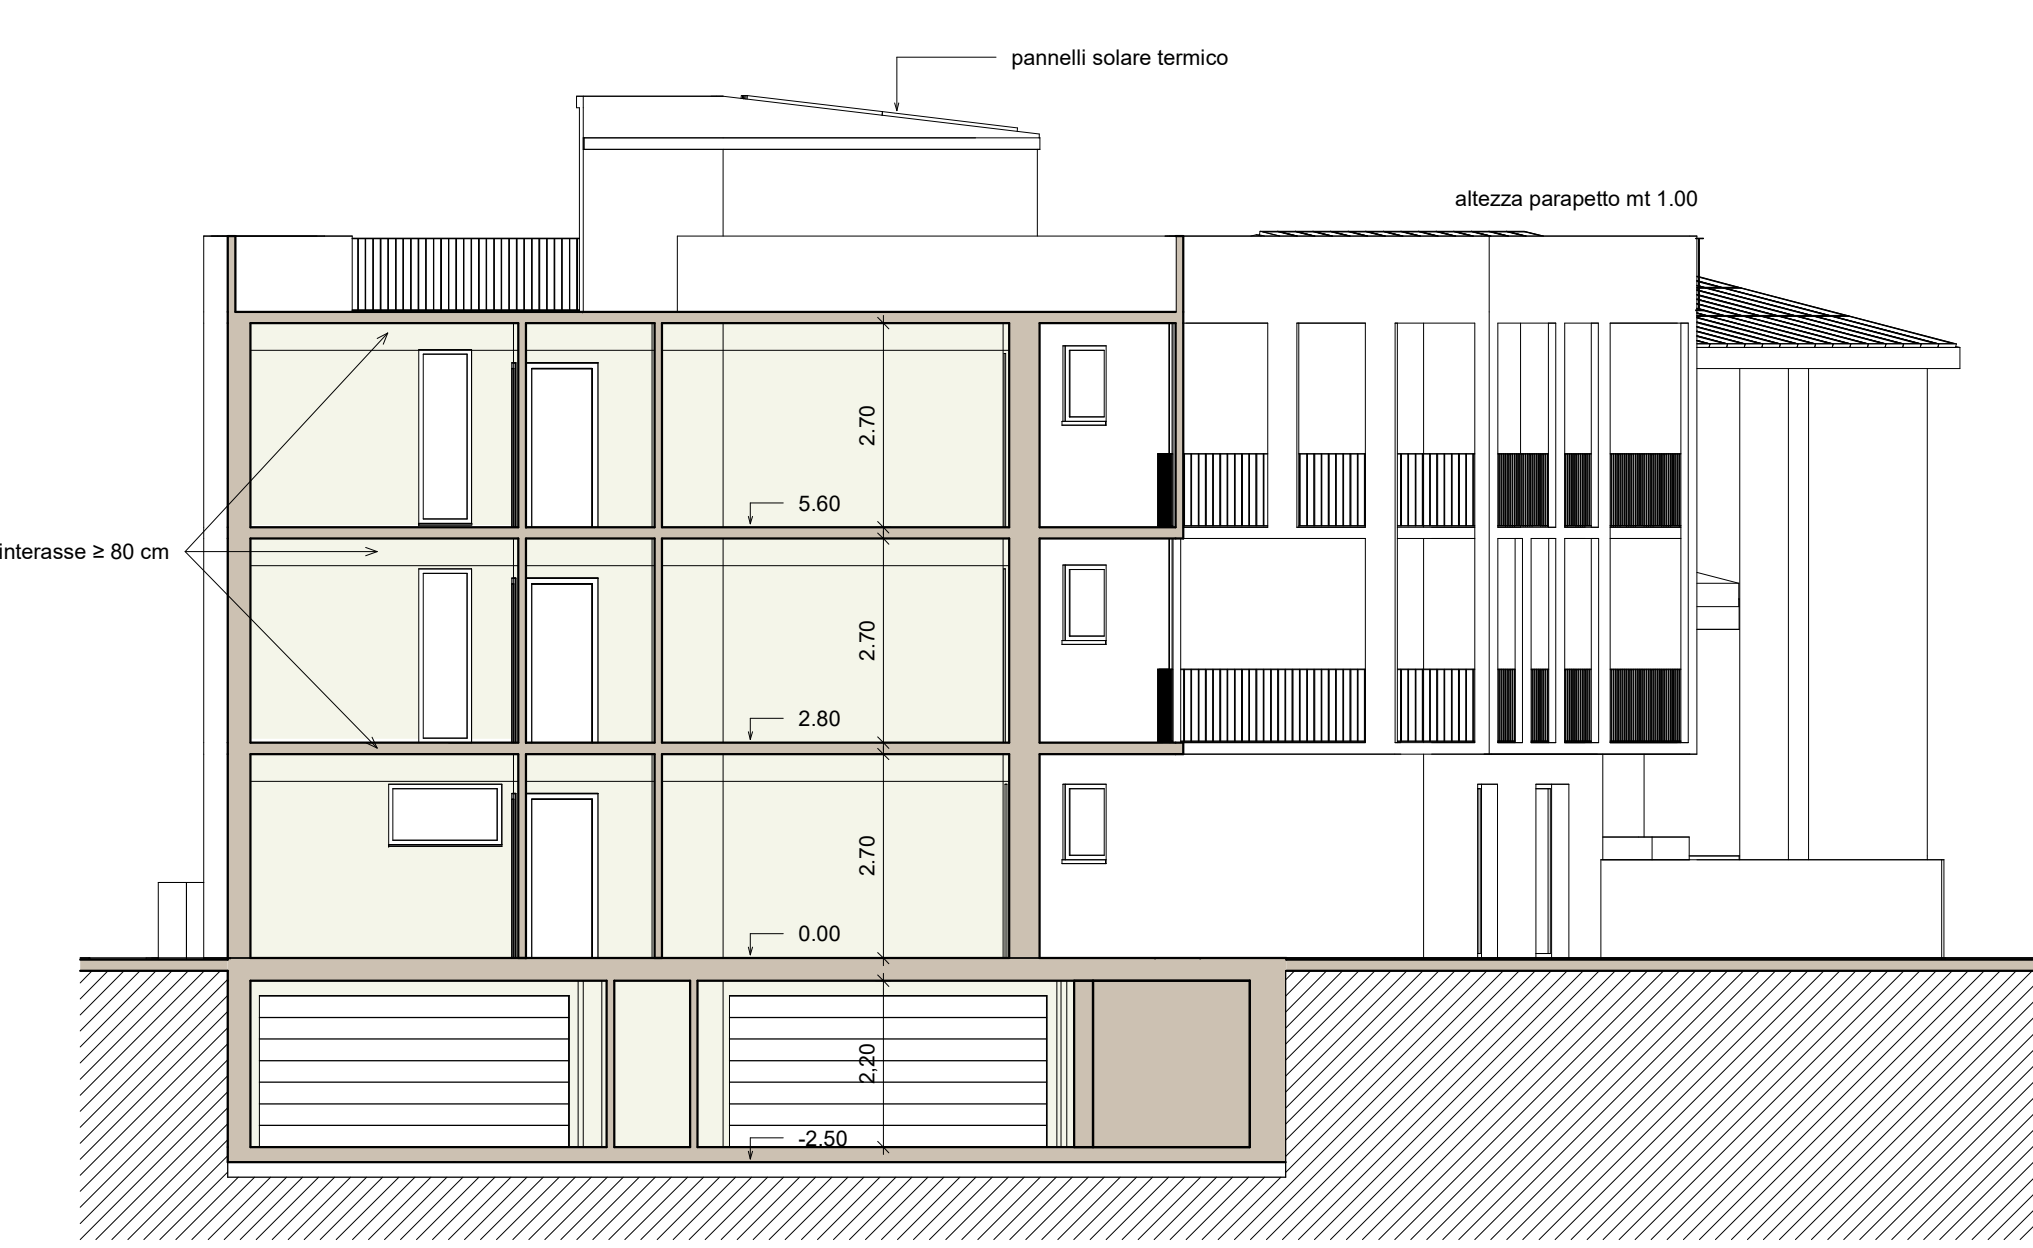 pannelli solare termico
altezza parapetto mt 1.00
2.70
5.60
interasse ≥ 80 cm
2.70
2.80
2.70
0.00
2,20
-2.50